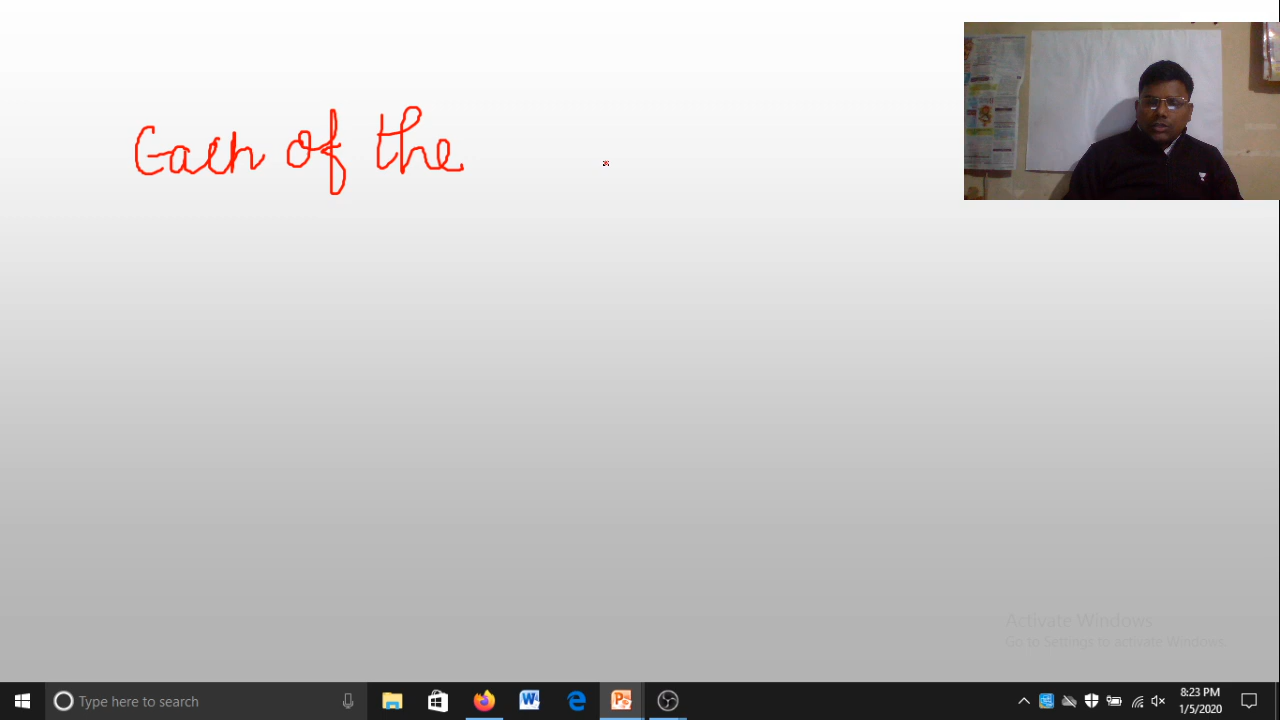 Each of the
Activate Windows
Go to Settings to activate Windows.
Type here to search
8:23 PM
1/5/2020